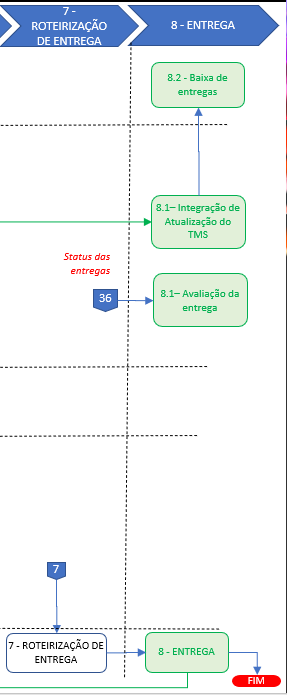 7 -
ROTEIRIZAÇÃO
DE ENTREGA
8 - ENTREGA
8.2 - Baixa de
entregas
8.1– Integração de
Atualização do
TMS
Status das
entregas
36
8.1– Avaliação da
entrega
7
7 - ROTEIRIZAÇÃO DE
ENTREGA
8 - ENTREGA
FIM